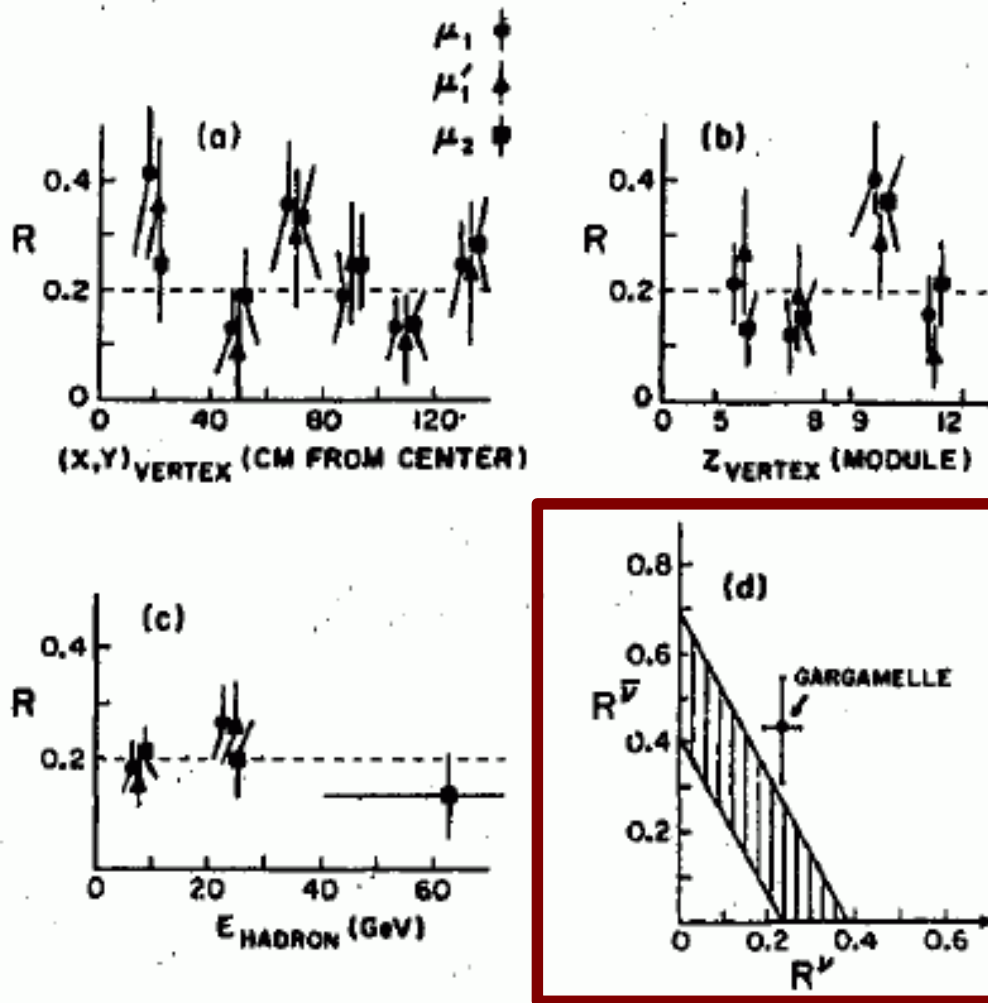 μ₁
μ₁′
μ₂
(a)
0.4
R
0.2
0
0 40 80 120
(X,Y)VERTEX (CM FROM CENTER)
(b)
0.4
R
0.2
0
0 5 8 9 12
ZVERTEX (MODULE)
(c)
0.4
R
0.2
0 20 40 60
EHADRON (GeV)
(d)
0.8
0.6
Rν̅
GARGAMELLE
0.4
0.2
0 0.2 0.4 0.6
Rν